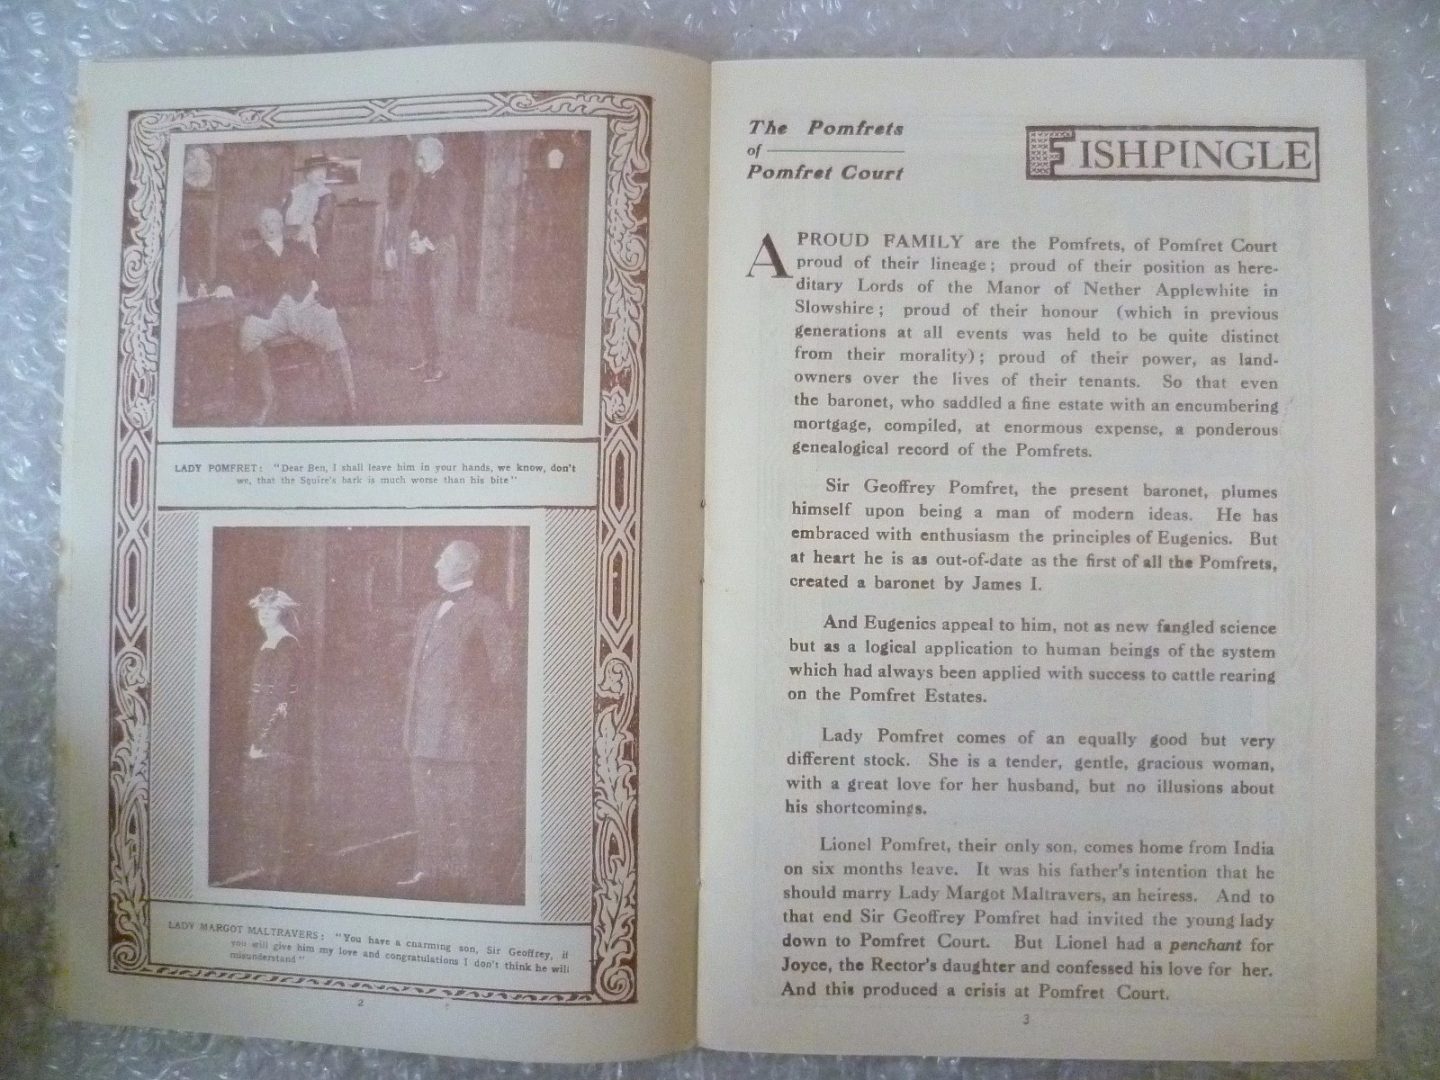 LADY POMFRET: "Dear Ben, I shall leave him in your hands, we know, don't
we, that the Squire's bark is much worse than his bite"
LADY MARGOT MALTRAVERS: "You have a charming son, Sir Geoffrey, if
you will give him my love and congratulations I don't think he will
misunderstand"
2
The Pomfrets
of
Pomfret Court
FISHPINGLE
A PROUD FAMILY are the Pomfrets, of Pomfret Court
proud of their lineage; proud of their position as here-
ditary Lords of the Manor of Nether Applewhite in
Slowshire; proud of their honour (which in previous
generations at all events was held to be quite distinct
from their morality); proud of their power, as land-
owners over the lives of their tenants. So that even
the baronet, who saddled a fine estate with an encumbering
mortgage, compiled, at enormous expense, a ponderous
genealogical record of the Pomfrets.
Sir Geoffrey Pomfret, the present baronet, plumes
himself upon being a man of modern ideas. He has
embraced with enthusiasm the principles of Eugenics. But
at heart he is as out-of-date as the first of all the Pomfrets,
created a baronet by James I.
And Eugenics appeal to him, not as new fangled science
but as a logical application to human beings of the system
which had always been applied with success to cattle rearing
on the Pomfret Estates.
Lady Pomfret comes of an equally good but very
different stock. She is a tender, gentle, gracious woman,
with a great love for her husband, but no illusions about
his shortcomings.
Lionel Pomfret, their only son, comes home from India
on six months leave. It was his father's intention that he
should marry Lady Margot Maltravers, an heiress. And to
that end Sir Geoffrey Pomfret had invited the young lady
down to Pomfret Court. But Lionel had a penchant for
Joyce, the Rector's daughter and confessed his love for her.
And this produced a crisis at Pomfret Court.
3